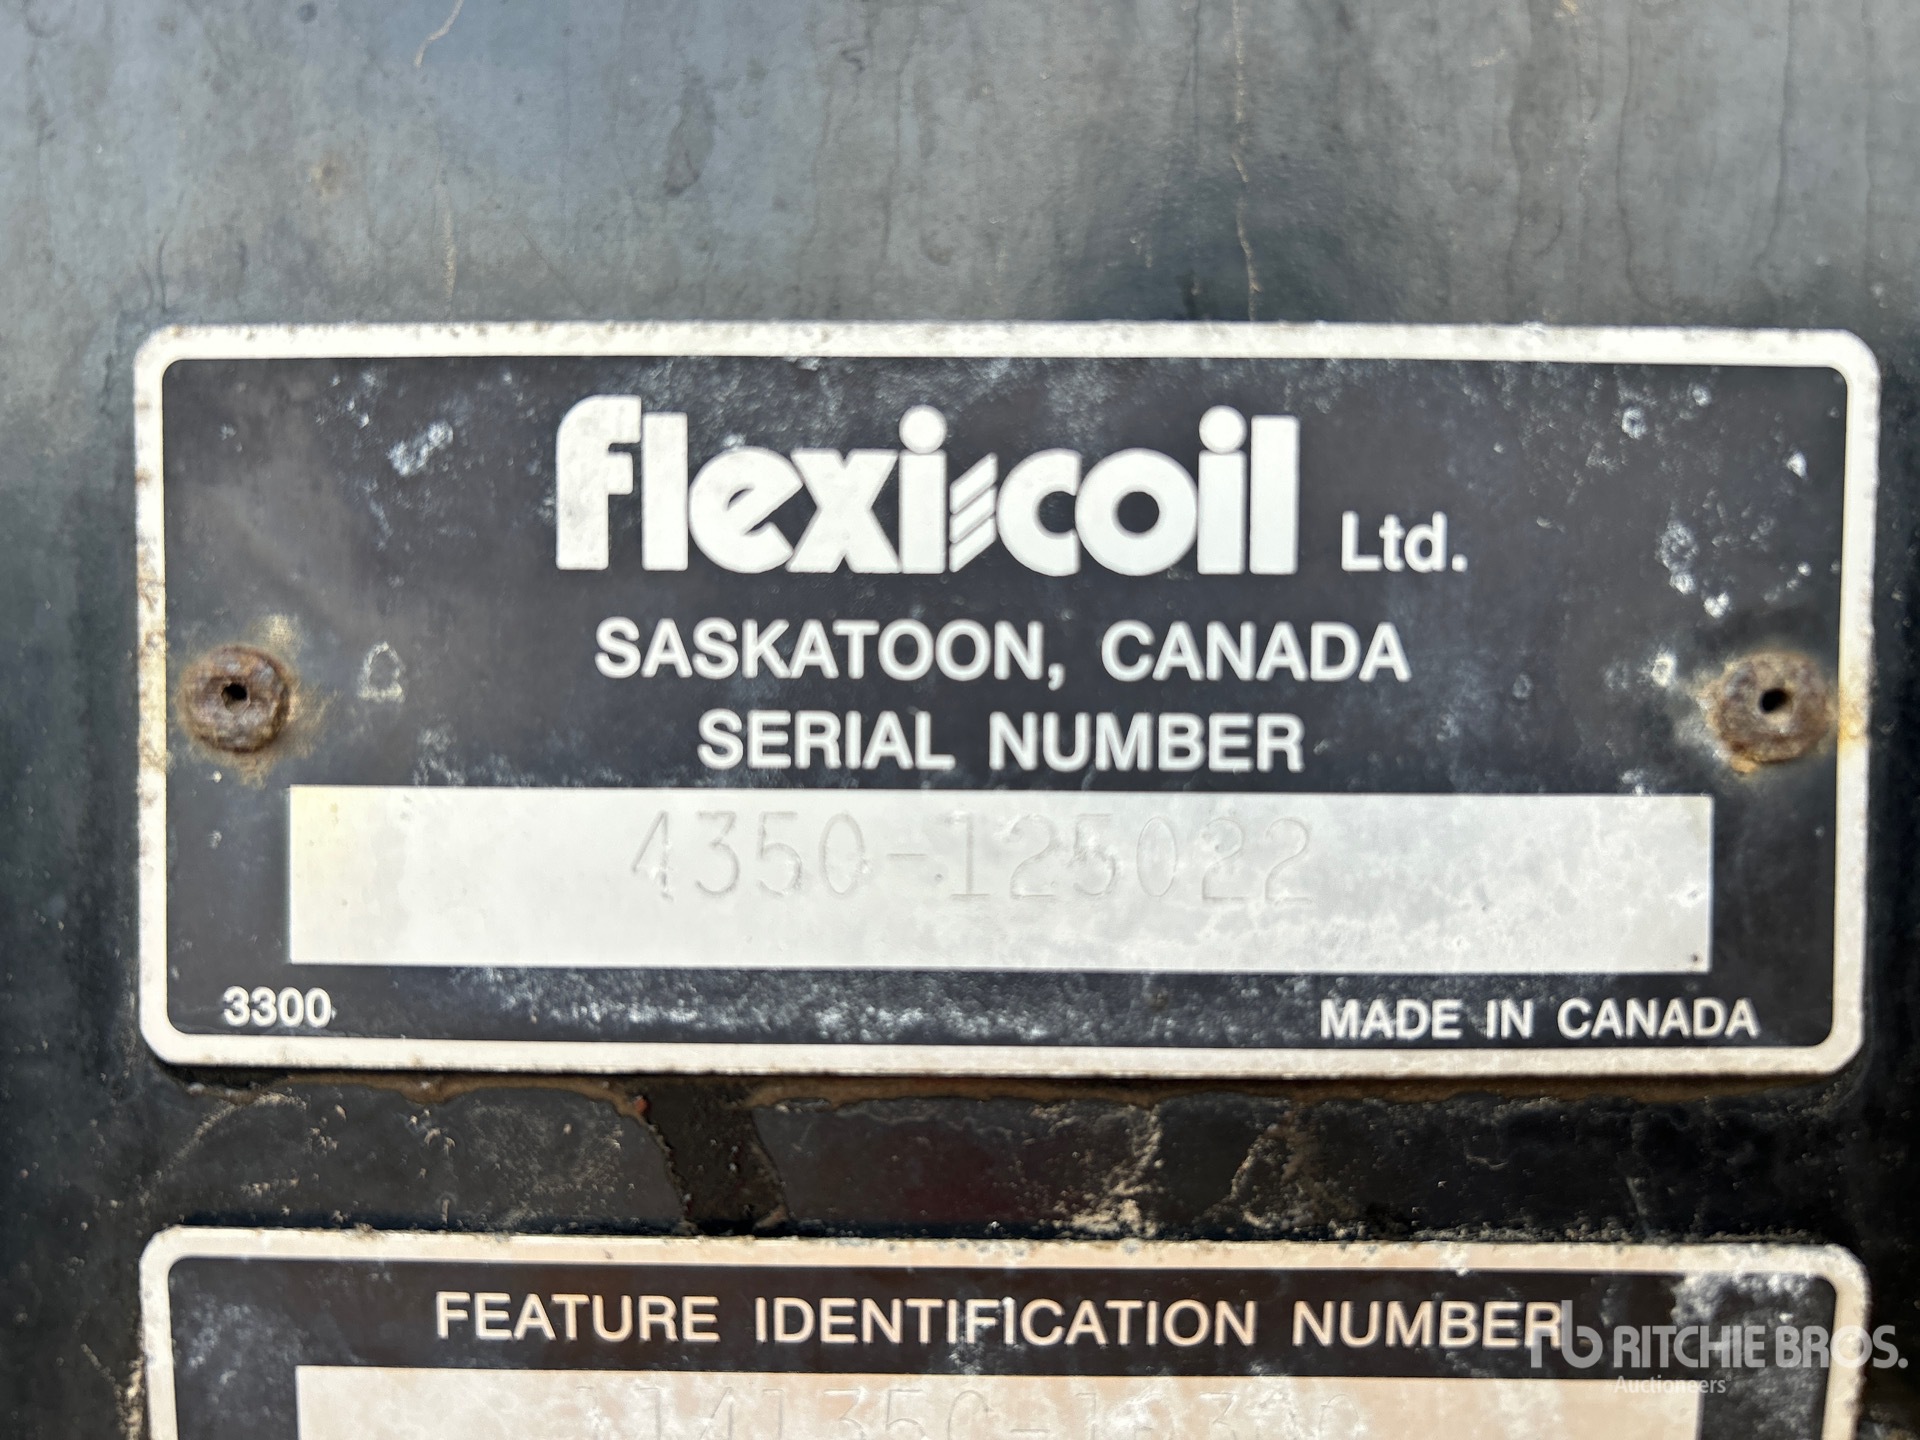 flexi-coil Ltd.
SASKATOON, CANADA
SERIAL NUMBER
4350-125022
3300
MADE IN CANADA
FEATURE IDENTIFICATION NUMBER
rb RITCHIE BROS.
Auctioneers